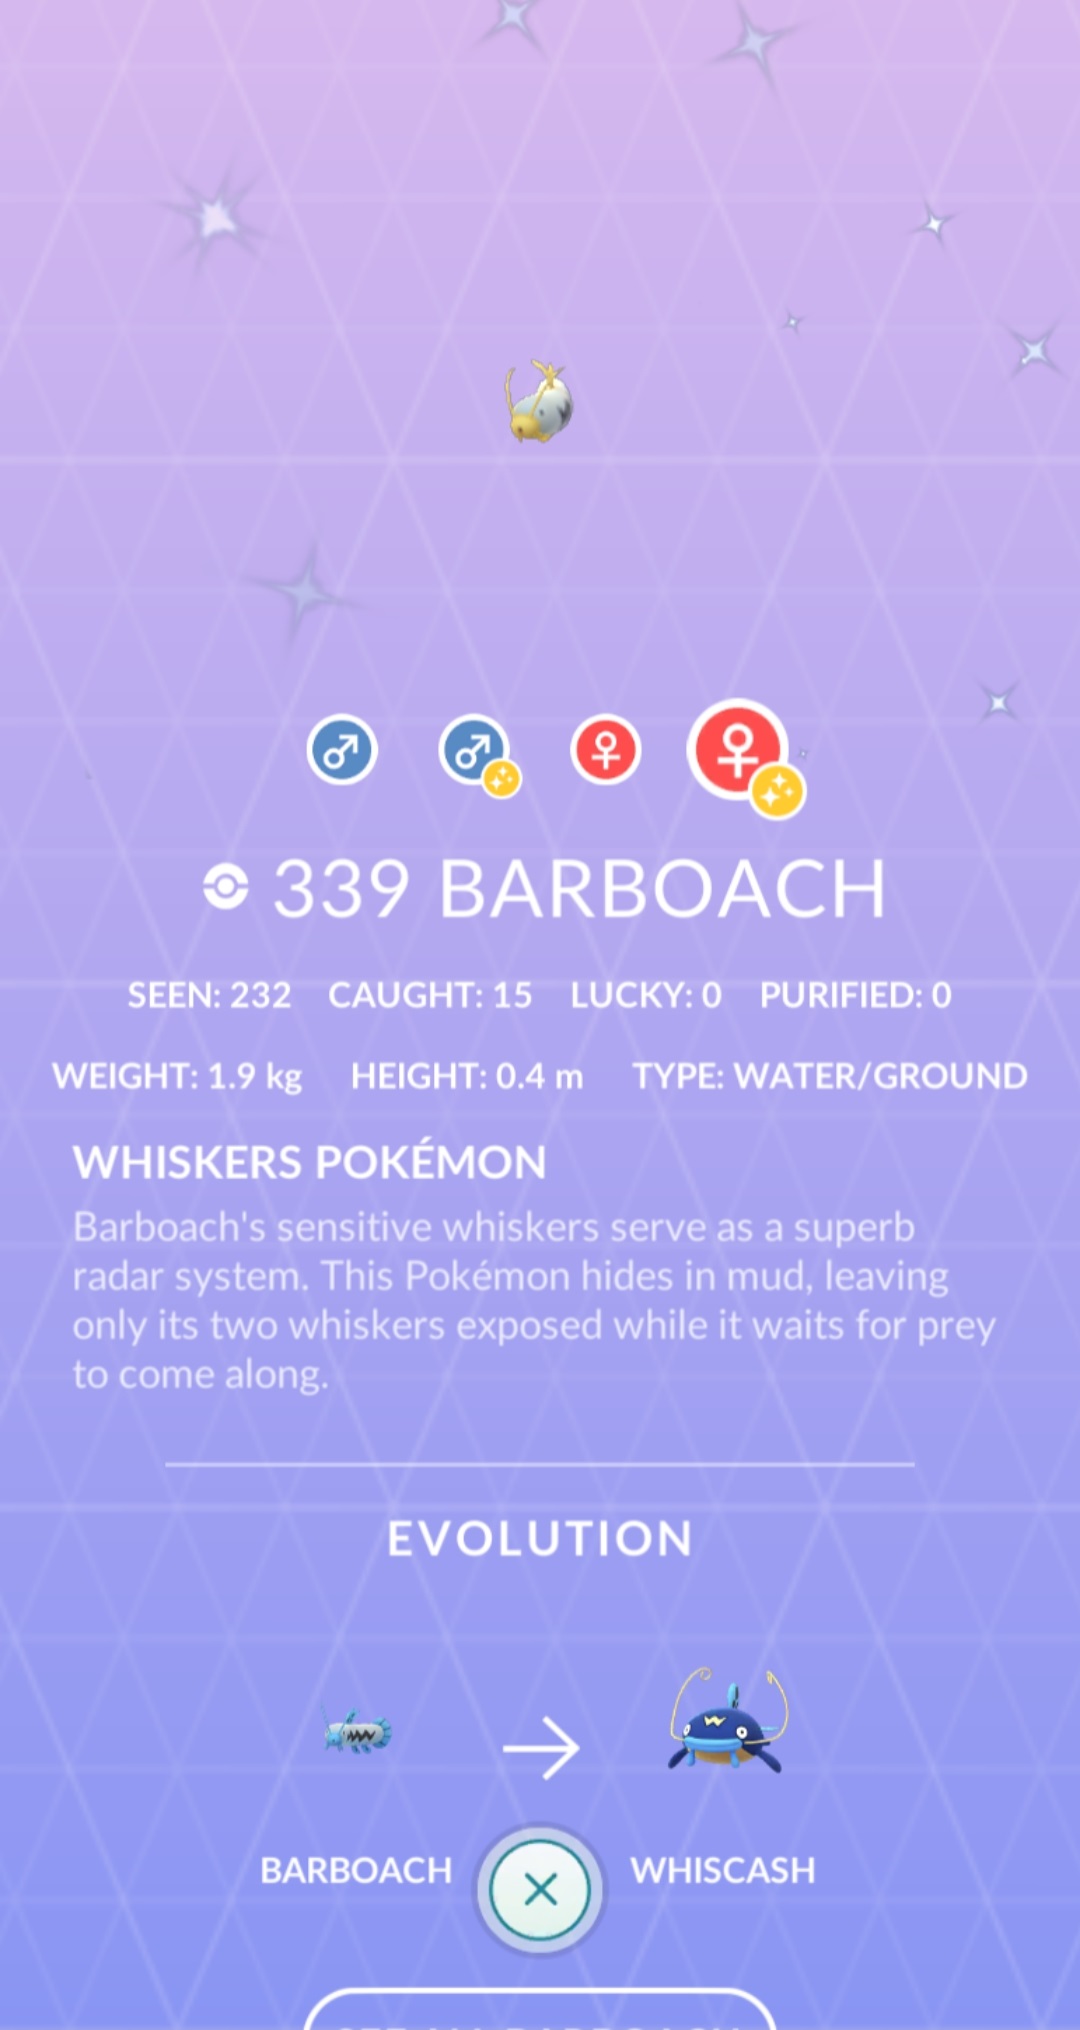 339 BARBOACH
SEEN: 232 CAUGHT: 15 LUCKY: 0 PURIFIED: 0
WEIGHT: 1.9 kg HEIGHT: 0.4 m TYPE: WATER/GROUND
WHISKERS POKÉMON
Barboach's sensitive whiskers serve as a superb
radar system. This Pokémon hides in mud, leaving
only its two whiskers exposed while it waits for prey
to come along.
EVOLUTION
BARBOACH WHISCASH